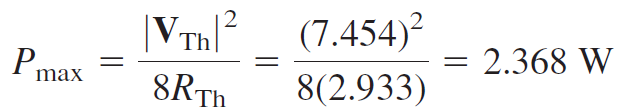 P_max = |V_Th|² / 8R_Th = (7.454)² / 8(2.933) = 2.368 W